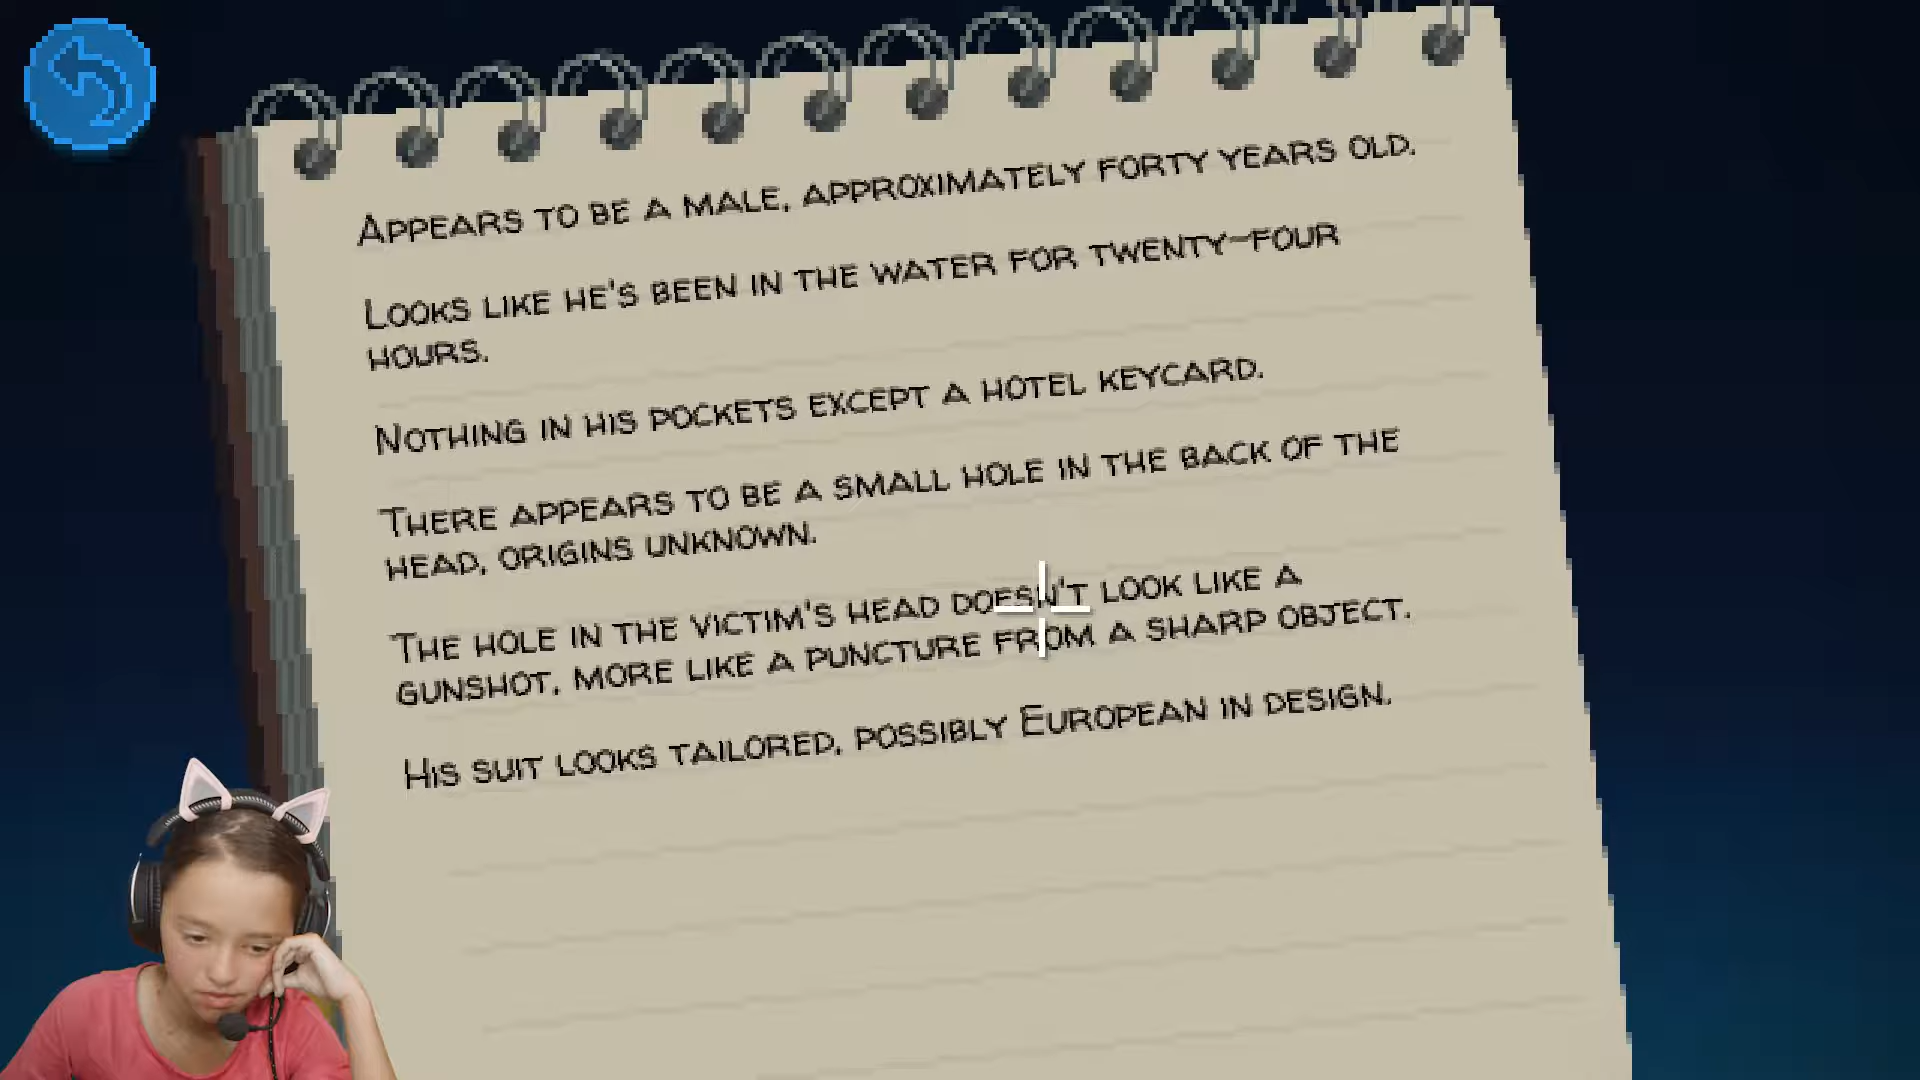 Appears to be a male, approximately forty years old.
Looks like he's been in the water for twenty-four
hours.
Nothing in his pockets except a hotel keycard.
There appears to be a small hole in the back of the
head, origins unknown.
The hole in the victim's head doesn't look like a
gunshot, more like a puncture from a sharp object.
His suit looks tailored, possibly European in design.